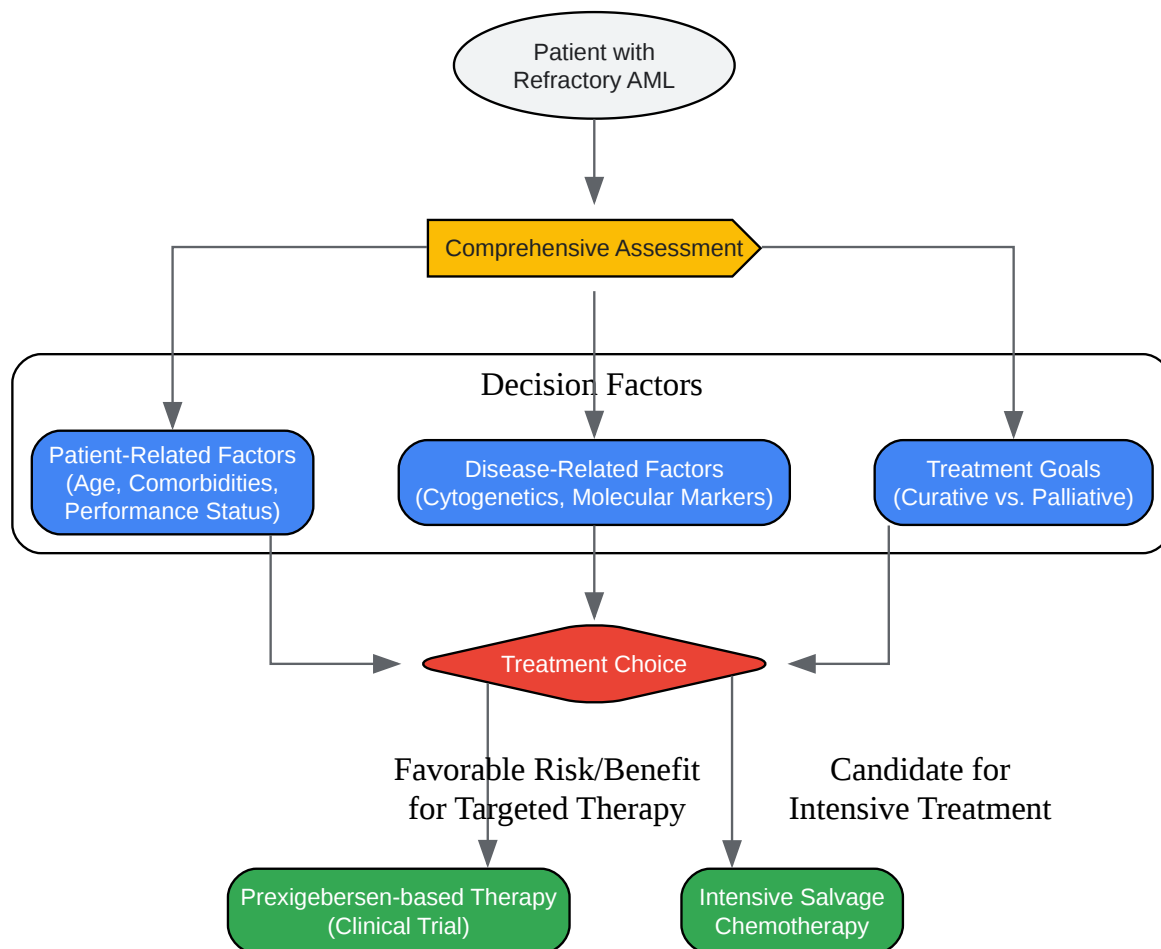 Patient with
Refractory AML
Comprehensive Assessment
Decision Factors
Patient-Related Factors
(Age, Comorbidities,
Performance Status)
Disease-Related Factors
(Cytogenetics, Molecular Markers)
Treatment Goals
(Curative vs. Palliative)
Treatment Choice
Favorable Risk/Benefit
for Targeted Therapy
Candidate for
Intensive Treatment
Prexigebersen-based Therapy
(Clinical Trial)
Intensive Salvage
Chemotherapy